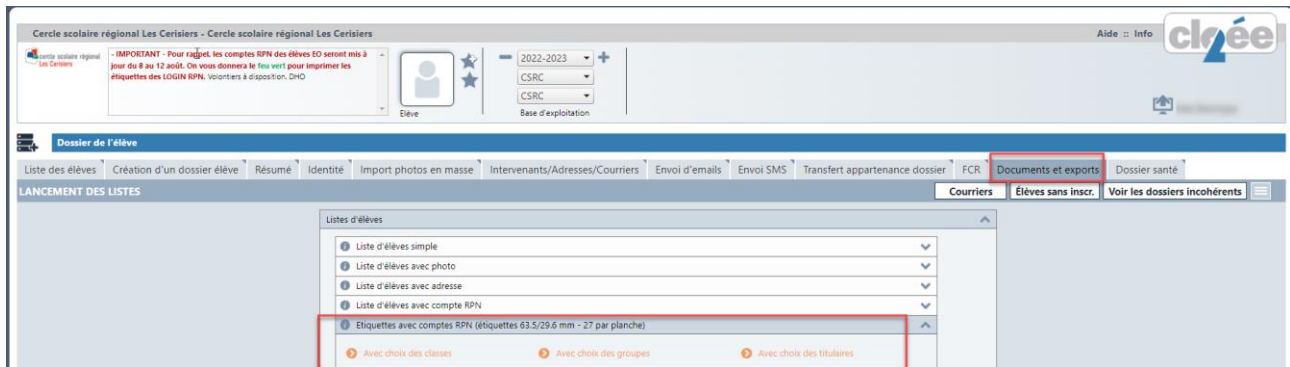 Cercle scolaire régional Les Cerisiers - Cercle scolaire régional Les Cerisiers
Aide :: Info
cloée
cercle scolaire régional
Les Cerisiers
- IMPORTANT - Pour rappel, les comptes RPN des élèves EO seront mis à
jour du 8 au 12 août. On vous donnera le feu vert pour imprimer les
étiquettes des LOGIN RPN. Volontiers à disposition. DHO
Elève
2022-2023
CSRC
CSRC
Base d'exploitation
Dossier de l'élève
Liste des élèves Création d'un dossier élève Résumé Identité Import photos en masse Intervenants/Adresses/Courriers Envoi d'emails Envoi SMS Transfert appartenance dossier FCR Documents et exports Dossier santé
LANCEMENT DES LISTES
Courriers Élèves sans inscr. Voir les dossiers incohérents
Listes d'élèves
Liste d'élèves simple
Liste d'élèves avec photo
Liste d'élèves avec adresse
Liste d'élèves avec compte RPN
Etiquettes avec comptes RPN (étiquettes 63.5/29.6 mm - 27 par planche)
Avec choix des classes Avec choix des groupes Avec choix des titulaires